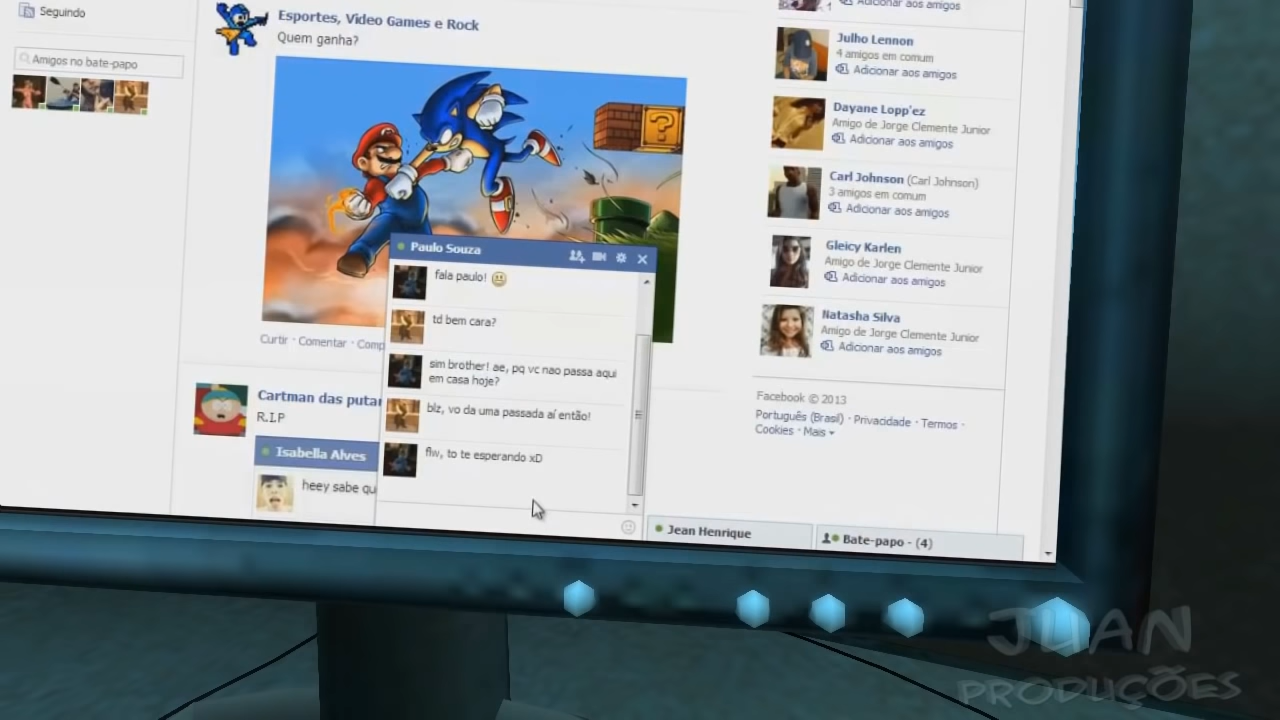 Seguindo
Amigos no bate-papo
Esportes, Video Games e Rock
Quem ganha?
?
Curtir · Comentar ·
Cartman das
R.I.P
Isabella Alves
heey sabe
Paulo Souza
fala paulo!
td bem cara?
sim brother! ae, pq vc nao passa aqui
em casa hoje?
blz, vo da uma passada aí então!
flw, to te esperando xD
Adicionar aos amigos
Julho Lennon
4 amigos em comum
Adicionar aos amigos
Dayane Lopp'ez
Amigo de Jorge Clemente Junior
Adicionar aos amigos
Carl Johnson (Carl Johnson)
3 amigos em comum
Adicionar aos amigos
Gleicy Karlen
Amigo de Jorge Clemente Junior
Adicionar aos amigos
Natasha Silva
Amigo de Jorge Clemente Junior
Adicionar aos amigos
Facebook © 2013
Português (Brasil) · Privacidade · Termos ·
Cookies · Mais
Jean Henrique
Bate-papo - (4)
JUAN
PRODUÇÕES